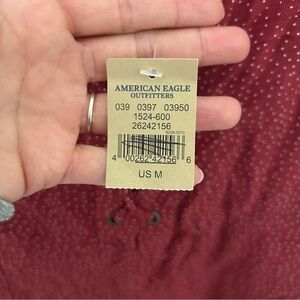 AMERICAN EAGLE
OUTFITTERS
039 0397 03950
1524-600
26242156
4 00262 42156 6
US M